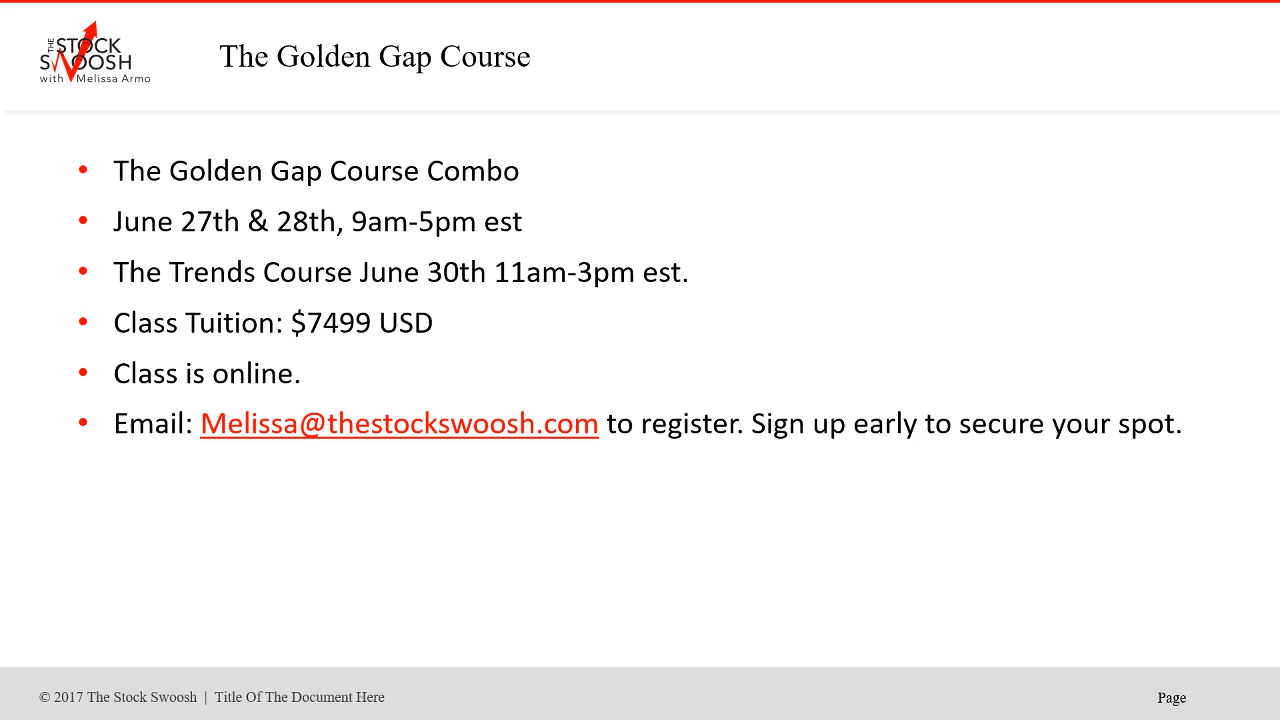 THE
STOCK
SWOOSH
with Melissa Armo
The Golden Gap Course
• The Golden Gap Course Combo
• June 27th & 28th, 9am-5pm est
• The Trends Course June 30th 11am-3pm est.
• Class Tuition: $7499 USD
• Class is online.
• Email: Melissa@thestockswoosh.com to register. Sign up early to secure your spot.
© 2017 The Stock Swoosh | Title Of The Document Here
Page